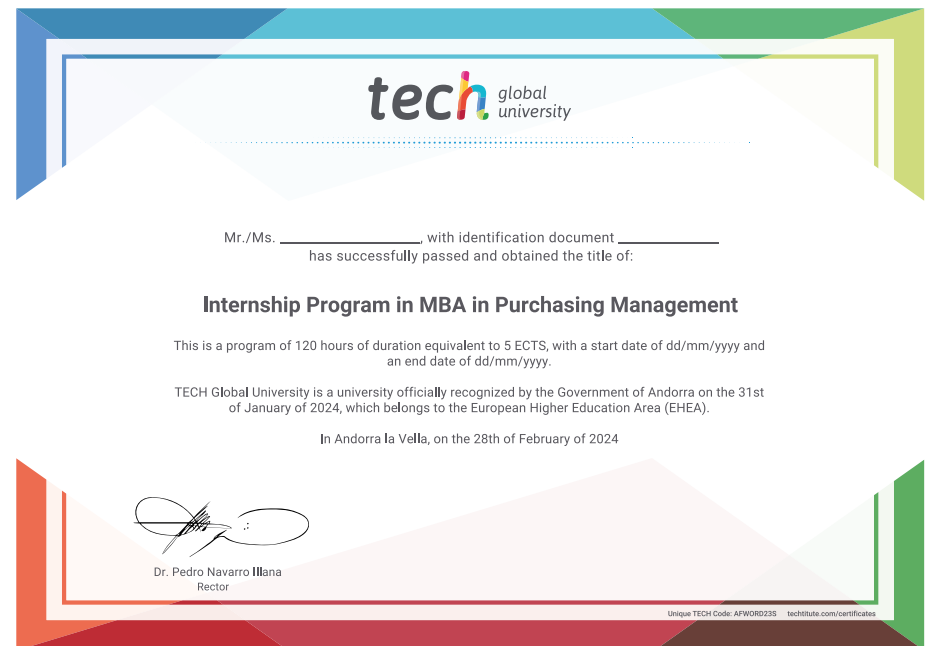 tech global university
Mr./Ms. ________________, with identification document ____________
has successfully passed and obtained the title of:
Internship Program in MBA in Purchasing Management
This is a program of 120 hours of duration equivalent to 5 ECTS, with a start date of dd/mm/yyyy and
an end date of dd/mm/yyyy.
TECH Global University is a university officially recognized by the Government of Andorra on the 31st
of January of 2024, which belongs to the European Higher Education Area (EHEA).
In Andorra la Vella, on the 28th of February of 2024
Dr. Pedro Navarro Illana
Rector
Unique TECH Code: AFWORD23S techtitute.com/certificates